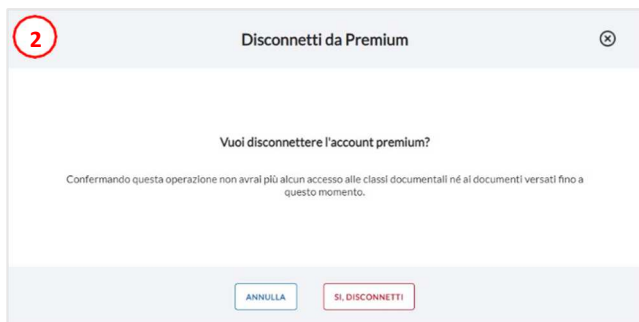 2
Disconnetti da Premium
Vuoi disconnettere l'account premium?
Confermando questa operazione non avrai più alcun accesso alle classi documentali né ai documenti versati fino a
questo momento.
ANNULLA
SI, DISCONNETTI